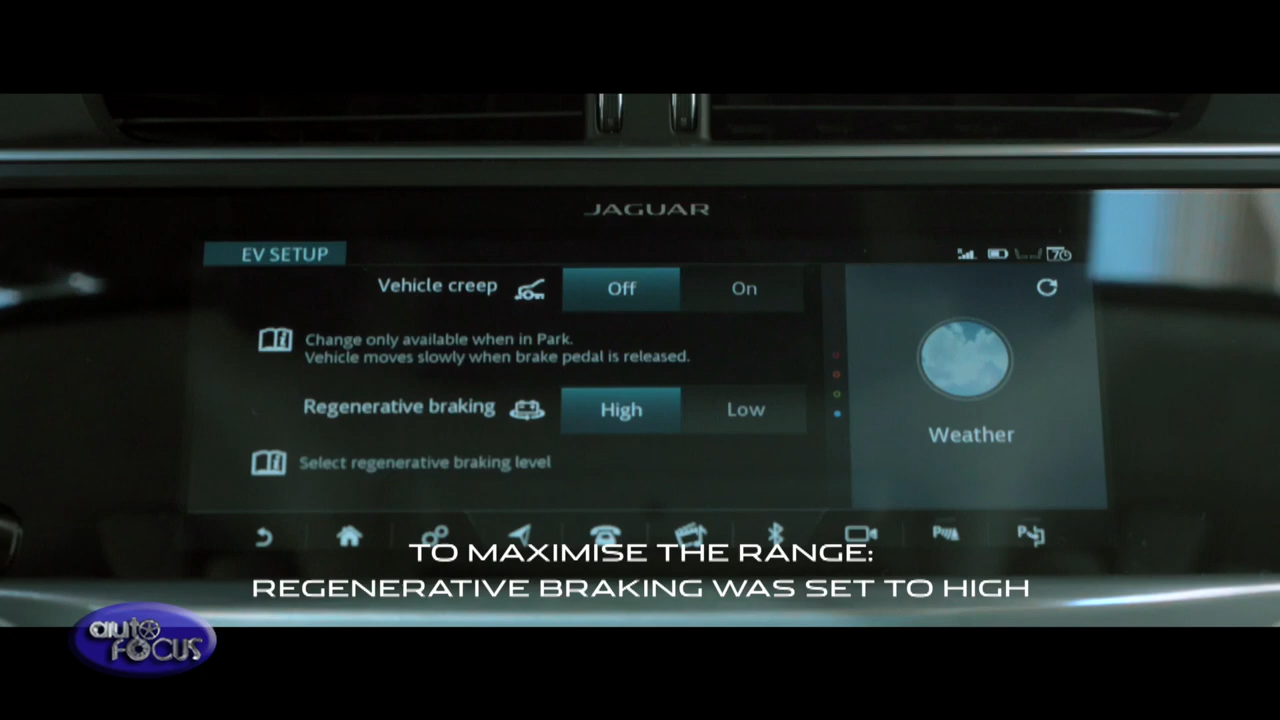 JAGUAR
EV SETUP
Vehicle creep
Off
On
Change only available when in Park.
Vehicle moves slowly when brake pedal is released.
Regenerative braking
High
Low
Select regenerative braking level
Weather
TO MAXIMISE THE RANGE:
REGENERATIVE BRAKING WAS SET TO HIGH
auto
FOCUS